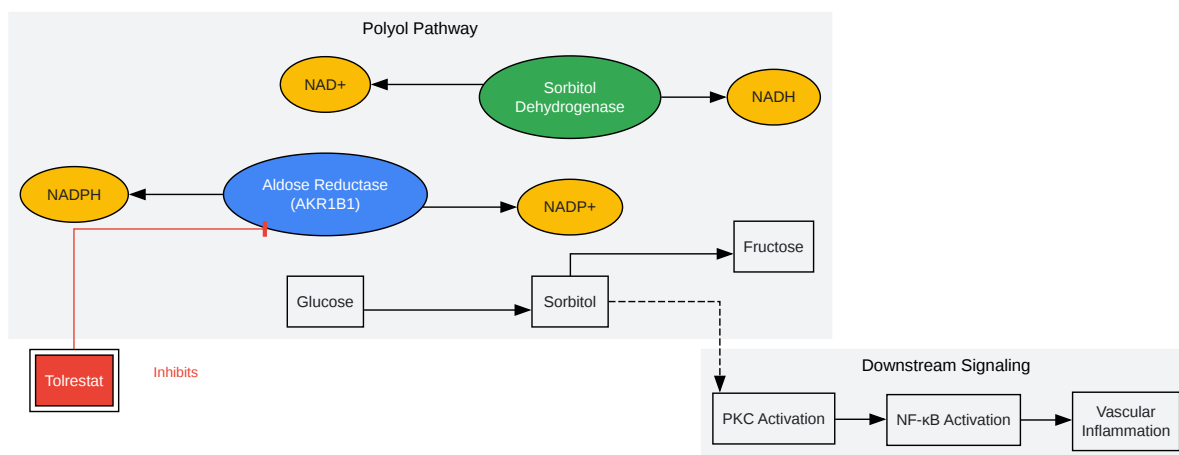 Polyol Pathway
NAD+
Sorbitol
Dehydrogenase
NADH
NADPH
Aldose Reductase
(AKR1B1)
NADP+
Fructose
Glucose
Sorbitol
Tolrestat
Inhibits
Downstream Signaling
PKC Activation
NF-κB Activation
Vascular
Inflammation